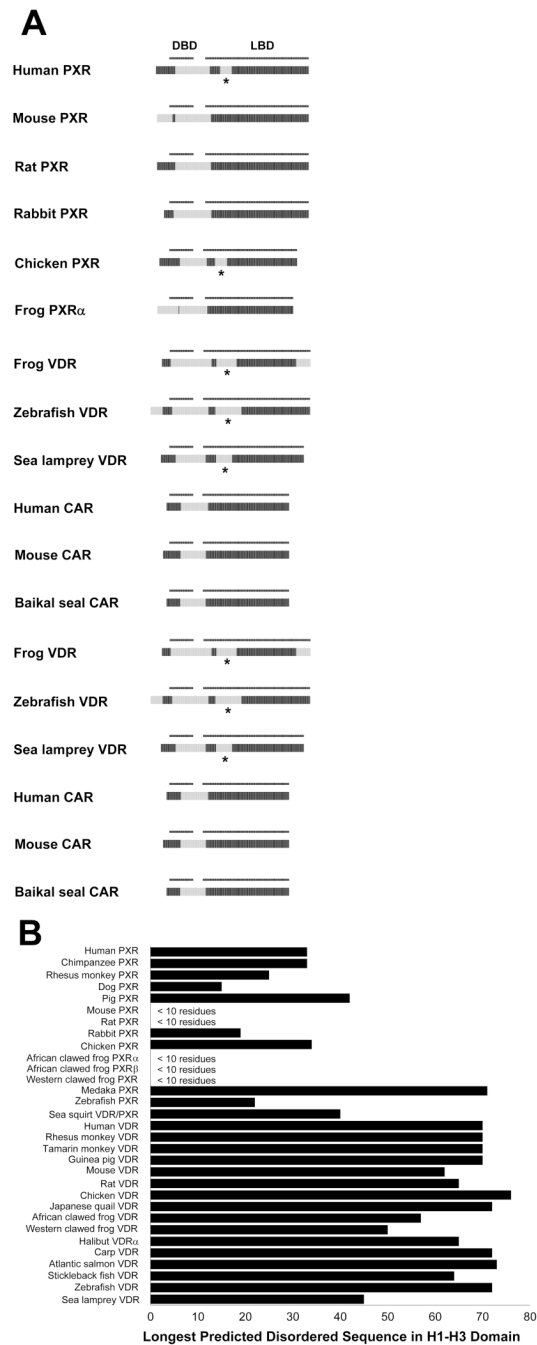 A
DBD LBD
Human PXR
*
Mouse PXR
Rat PXR
Rabbit PXR
Chicken PXR
*
Frog PXRα
Frog VDR
*
Zebrafish VDR
*
Sea lamprey VDR
*
Human CAR
Mouse CAR
Baikal seal CAR
Frog VDR
*
Zebrafish VDR
*
Sea lamprey VDR
*
Human CAR
Mouse CAR
Baikal seal CAR
B
Human PXR
Chimpanzee PXR
Rhesus monkey PXR
Dog PXR
Pig PXR
Mouse PXR < 10 residues
Rat PXR < 10 residues
Rabbit PXR
Chicken PXR
African clawed frog PXRα < 10 residues
African clawed frog PXRβ < 10 residues
Western clawed frog PXR < 10 residues
Medaka PXR
Zebrafish PXR
Sea squirt VDR/PXR
Human VDR
Rhesus monkey VDR
Tamarin monkey VDR
Guinea pig VDR
Mouse VDR
Rat VDR
Chicken VDR
Japanese quail VDR
African clawed frog VDR
Western clawed frog VDR
Halibut VDRα
Carp VDR
Atlantic salmon VDR
Stickleback fish VDR
Zebrafish VDR
Sea lamprey VDR
0 10 20 30 40 50 60 70 80
Longest Predicted Disordered Sequence in H1-H3 Domain